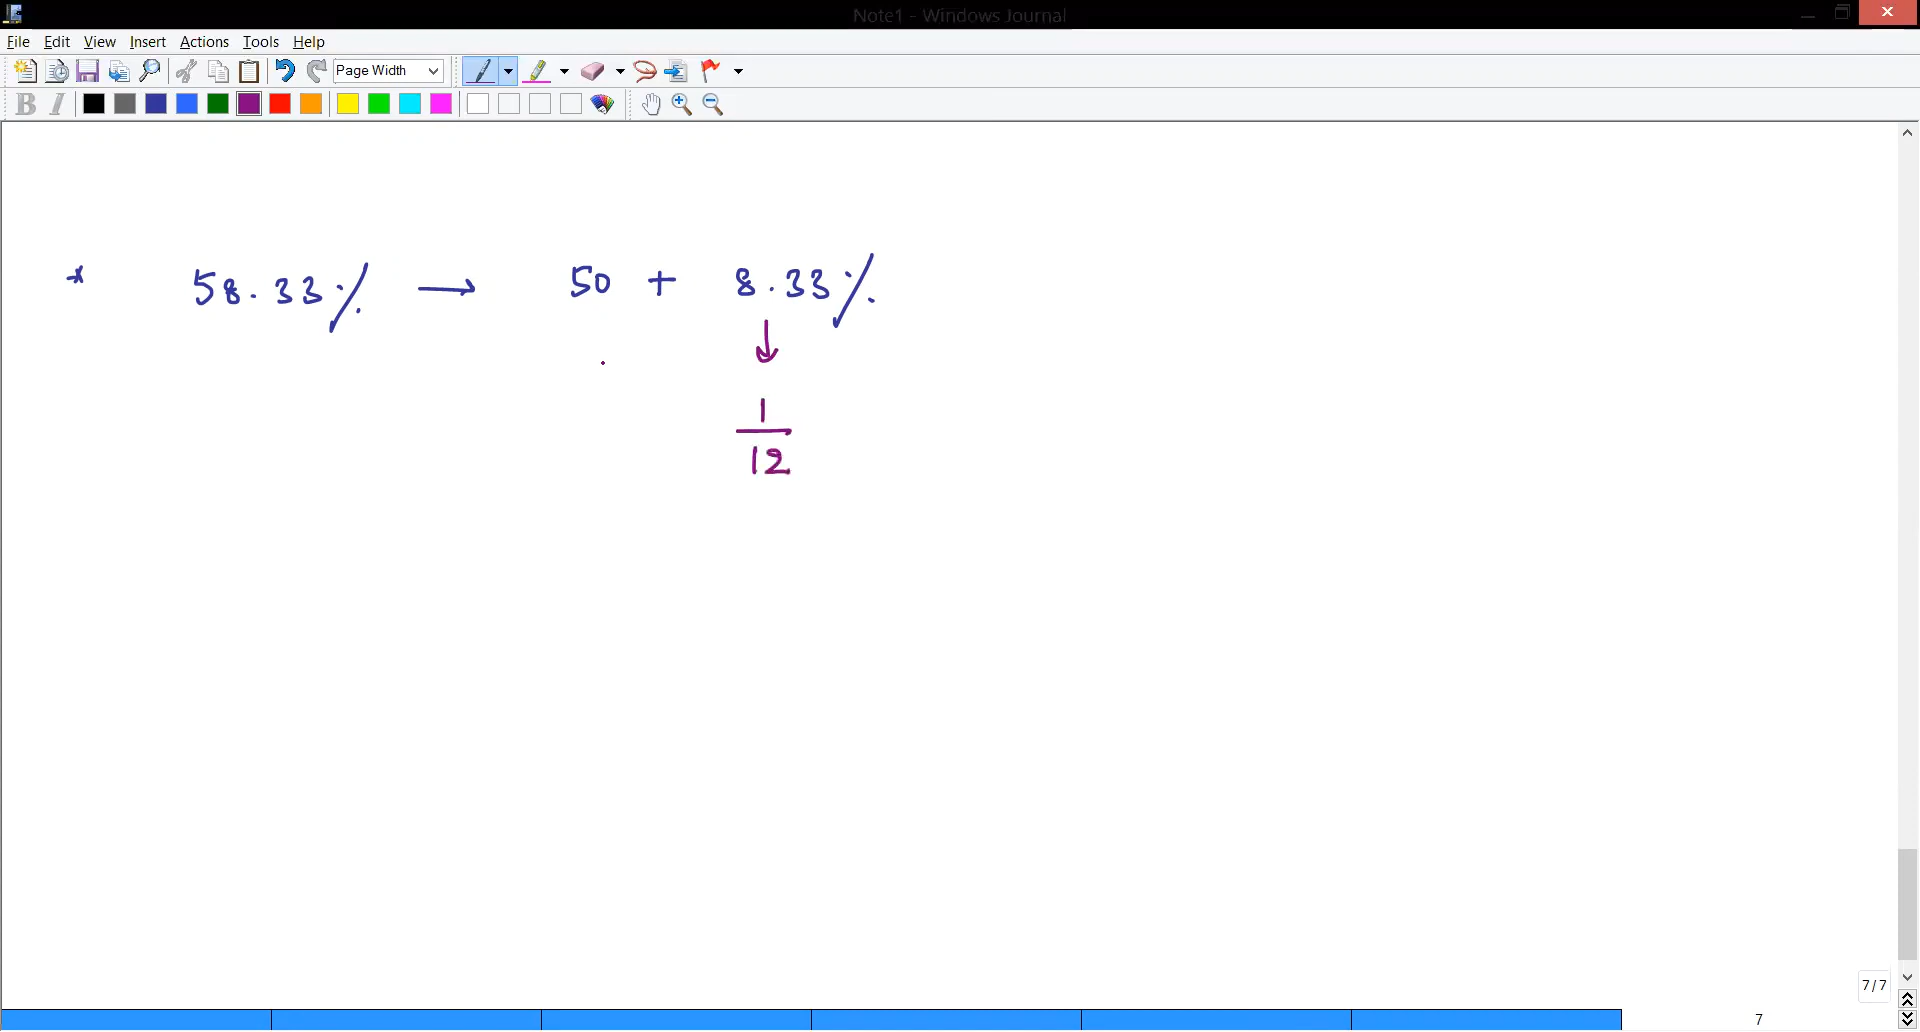 Note1 - Windows Journal
File Edit View Insert Actions Tools Help
Page Width
B I
* 58.33% → 50 + 8.33%
↓
1
12
7/7
7